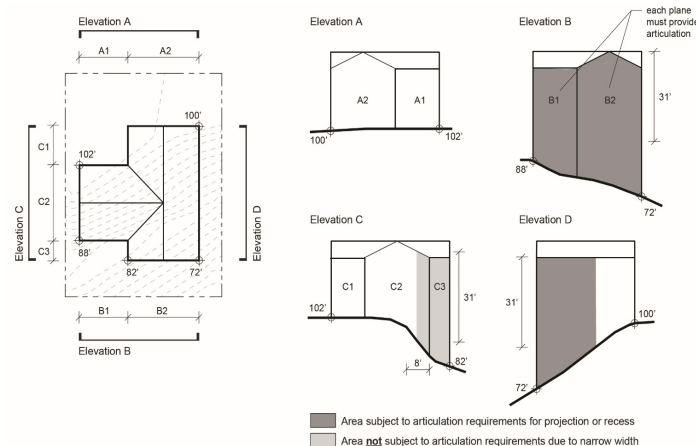 Elevation A
A1
A2
100'
102'
C1
C2
C3
Elevation C
Elevation D
88'
82'
72'
B1
B2
Elevation B
Elevation A
A2
A1
100'
102'
Elevation B
each plane
must provide
articulation
B1
B2
31'
88'
72'
Elevation C
C1
C2
C3
102'
31'
8'
82'
Elevation D
31'
100'
72'
Area subject to articulation requirements for projection or recess
Area not subject to articulation requirements due to narrow width